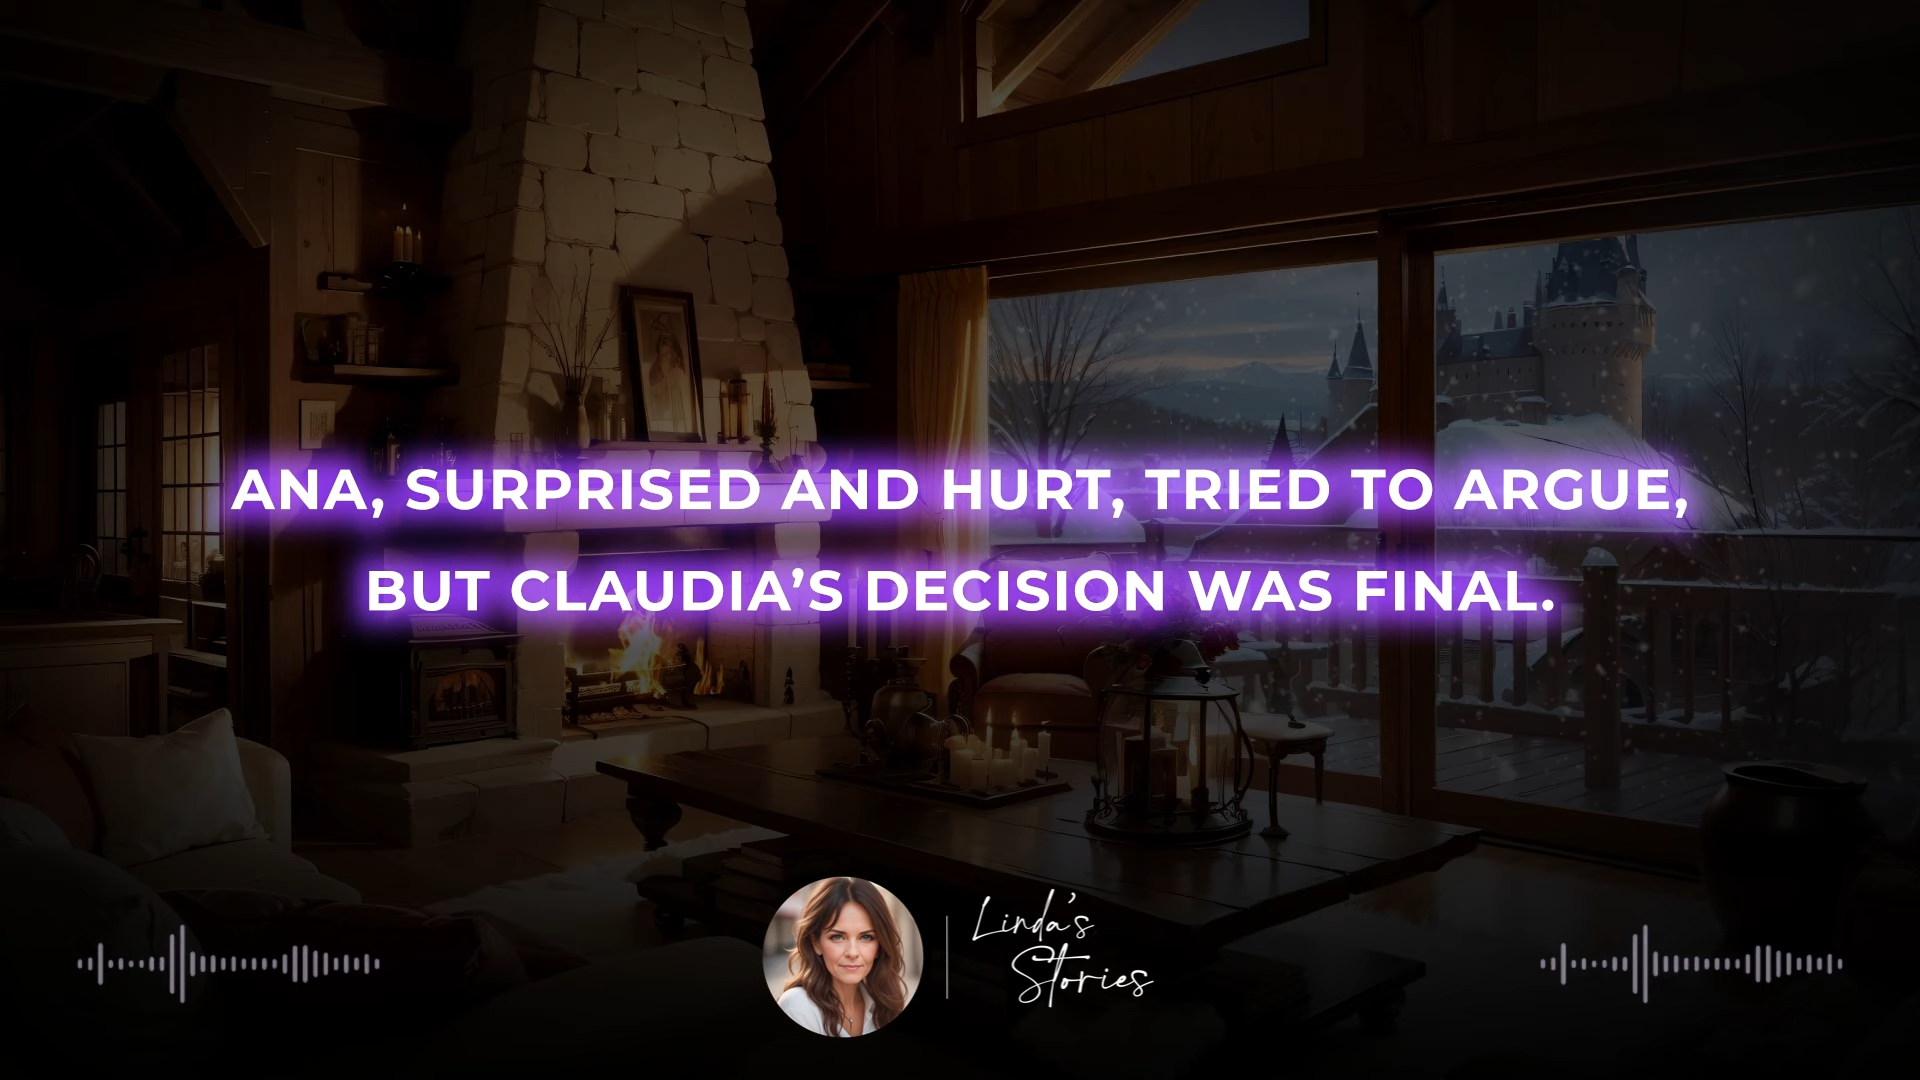 ANA, SURPRISED AND HURT, TRIED TO ARGUE,
BUT CLAUDIA’S DECISION WAS FINAL.
Linda’s
Stories